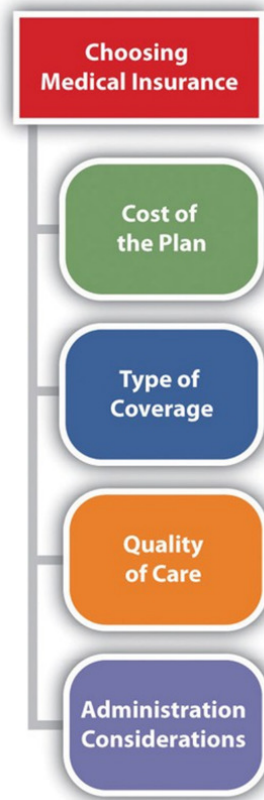 Choosing
Medical Insurance
Cost of
the Plan
Type of
Coverage
Quality
of Care
Administration
Considerations